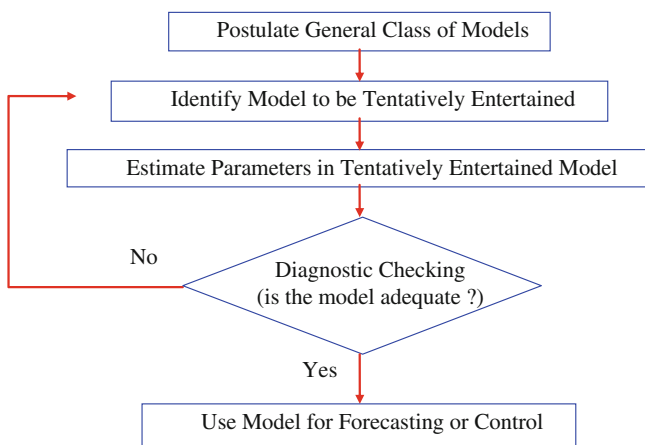 Postulate General Class of Models
Identify Model to be Tentatively Entertained
Estimate Parameters in Tentatively Entertained Model
No
Diagnostic Checking
(is the model adequate ?)
Yes
Use Model for Forecasting or Control